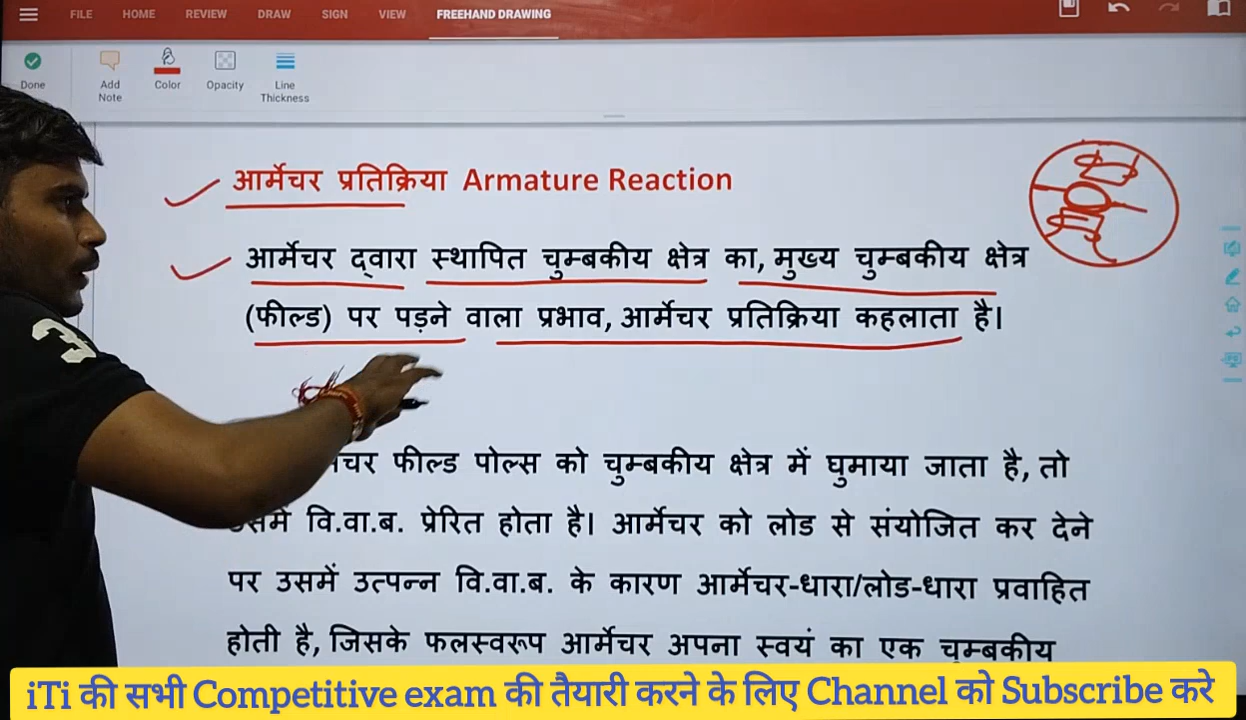 FILE HOME REVIEW DRAW SIGN VIEW FREEHAND DRAWING
Done Add Note Color Opacity Line Thickness
आर्मेचर प्रतिक्रिया Armature Reaction
आर्मेचर द्वारा स्थापित चुम्बकीय क्षेत्र का, मुख्य चुम्बकीय क्षेत्र
(फील्ड) पर पड़ने वाला प्रभाव, आर्मेचर प्रतिक्रिया कहलाता है।
फील्ड पोल्स को चुम्बकीय क्षेत्र में घुमाया जाता है, तो
उसमें वि.वा.ब. प्रेरित होता है। आर्मेचर को लोड से संयोजित कर देने
पर उसमें उत्पन्न वि.वा.ब. के कारण आर्मेचर-धारा/लोड-धारा प्रवाहित
होती है, जिसके फलस्वरूप आर्मेचर अपना स्वयं का एक चुम्बकीय
iTi की सभी Competitive exam की तैयारी करने के लिए Channel को Subscribe करे
3